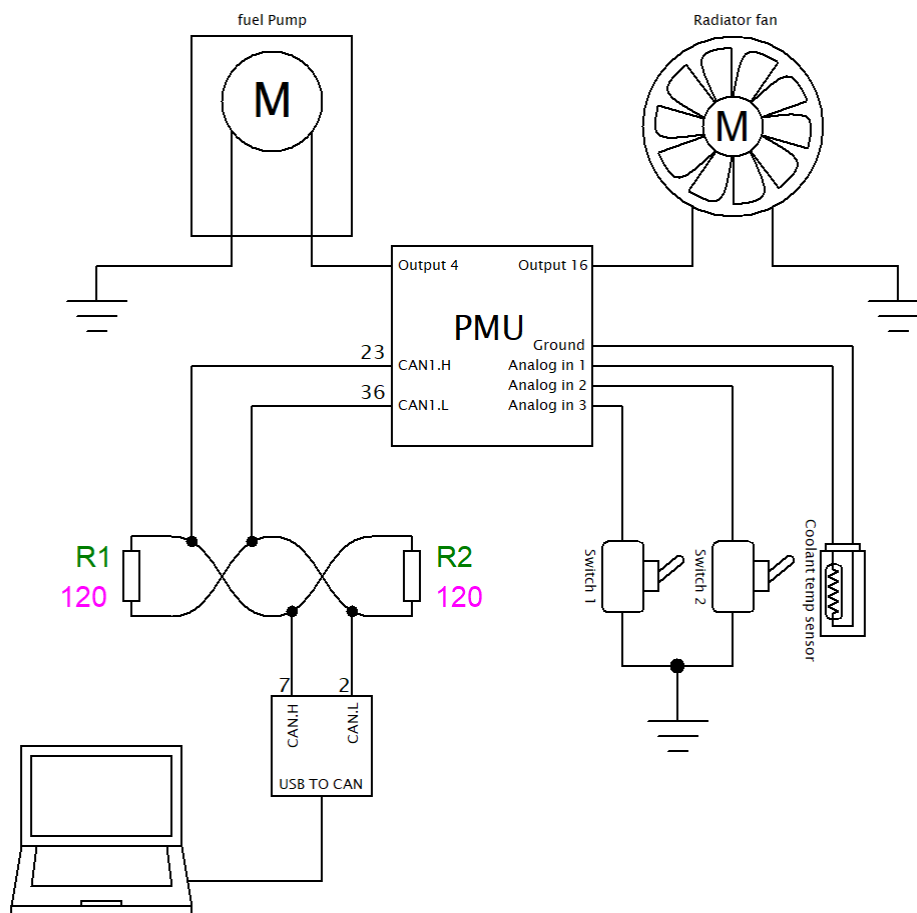 fuel Pump
Radiator fan
M
M
Output 4
Output 16
PMU
Ground
23
CAN1.H
Analog in 1
Analog in 2
36
CAN1.L
Analog in 3
R1
120
R2
120
Switch 1
Switch 2
Coolant temp sensor
7
2
CAN.H
CAN.L
USB TO CAN